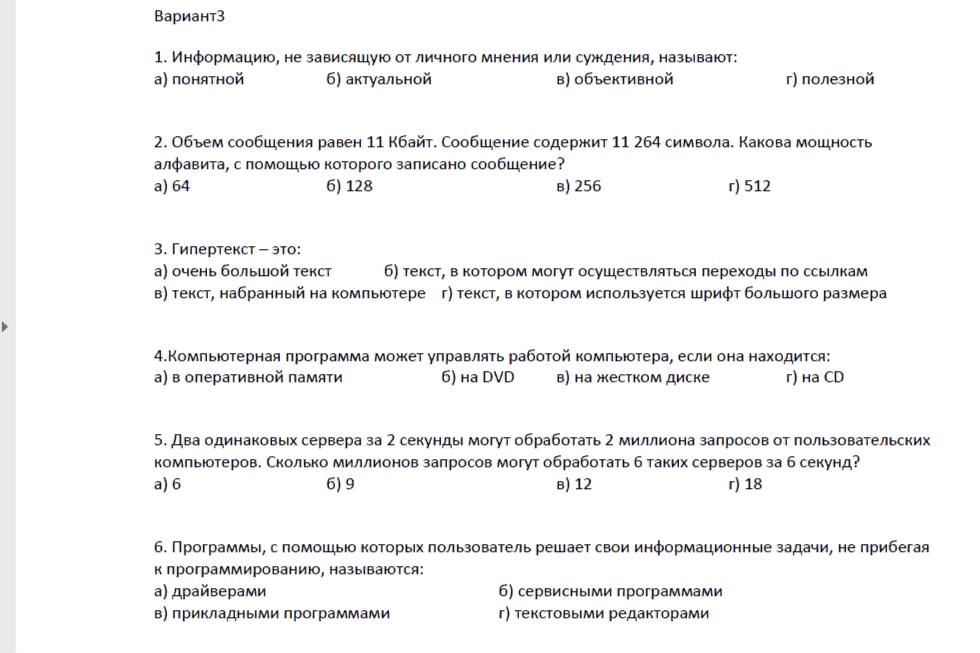 Вариант3
1. Информацию, не зависящую от личного мнения или суждения, называют:
а) понятной б) актуальной в) объективной г) полезной
2. Объем сообщения равен 11 Кбайт. Сообщение содержит 11 264 символа. Какова мощность
алфавита, с помощью которого записано сообщение?
а) 64 б) 128 в) 256 г) 512
3. Гипертекст – это:
а) очень большой текст б) текст, в котором могут осуществляться переходы по ссылкам
в) текст, набранный на компьютере г) текст, в котором используется шрифт большого размера
4.Компьютерная программа может управлять работой компьютера, если она находится:
а) в оперативной памяти б) на DVD в) на жестком диске г) на CD
5. Два одинаковых сервера за 2 секунды могут обработать 2 миллиона запросов от пользовательских
компьютеров. Сколько миллионов запросов могут обработать 6 таких серверов за 6 секунд?
а) 6 б) 9 в) 12 г) 18
6. Программы, с помощью которых пользователь решает свои информационные задачи, не прибегая
к программированию, называются:
а) драйверами б) сервисными программами
в) прикладными программами г) текстовыми редакторами